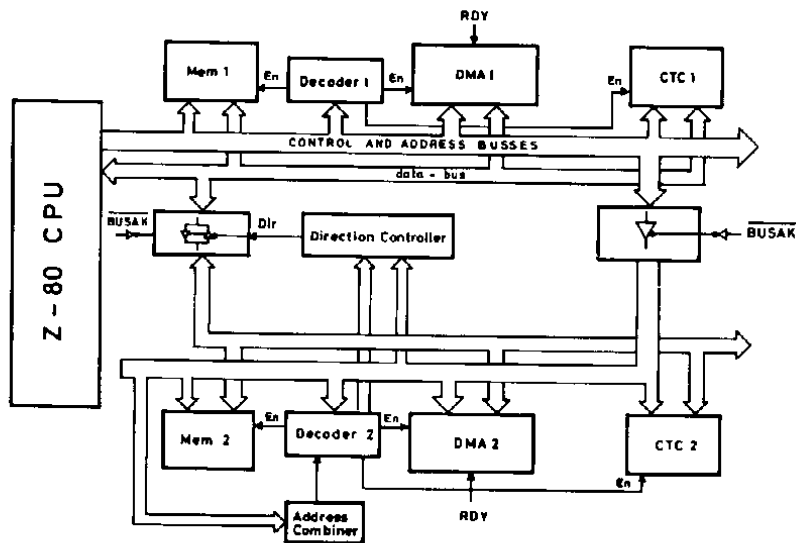 RDY
Mem 1
En
Decoder 1
En
DMA 1
En
CTC 1
CONTROL AND ADDRESS BUSSES
data - bus
Z-80 CPU
BUSAK
Dir
Direction Controller
BUSAK
Mem 2
En
Decoder 2
En
DMA 2
CTC 2
En
RDY
Address
Combiner